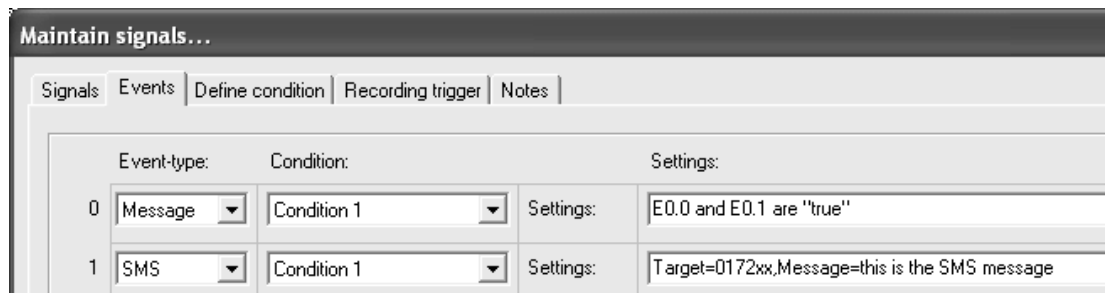 Maintain signals...
Signals Events Define condition Recording trigger Notes
Event-type: Condition: Settings:
0 Message Condition 1 Settings: E0.0 and E0.1 are "true"
1 SMS Condition 1 Settings: Target=0172xx,Message=this is the SMS message